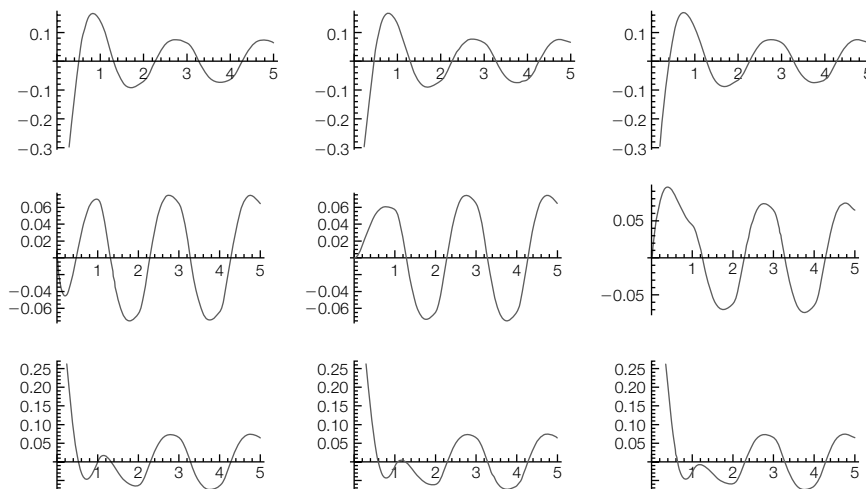 0.1 0.1 0.1
1 2 3 4 5 1 2 3 4 5 1 2 3 4 5
−0.1 −0.1 −0.1
−0.2 −0.2 −0.2
−0.3 −0.3 −0.3
0.06 0.06
0.04 0.04 0.05
0.02 0.02
1 2 3 4 5 1 2 3 4 5 1 2 3 4 5
−0.04 −0.04 −0.05
−0.06 −0.06
0.25 0.25 0.25
0.20 0.20 0.20
0.15 0.15 0.15
0.10 0.10 0.10
0.05 0.05 0.05
1 2 3 4 5 1 2 3 4 5 1 2 3 4 5